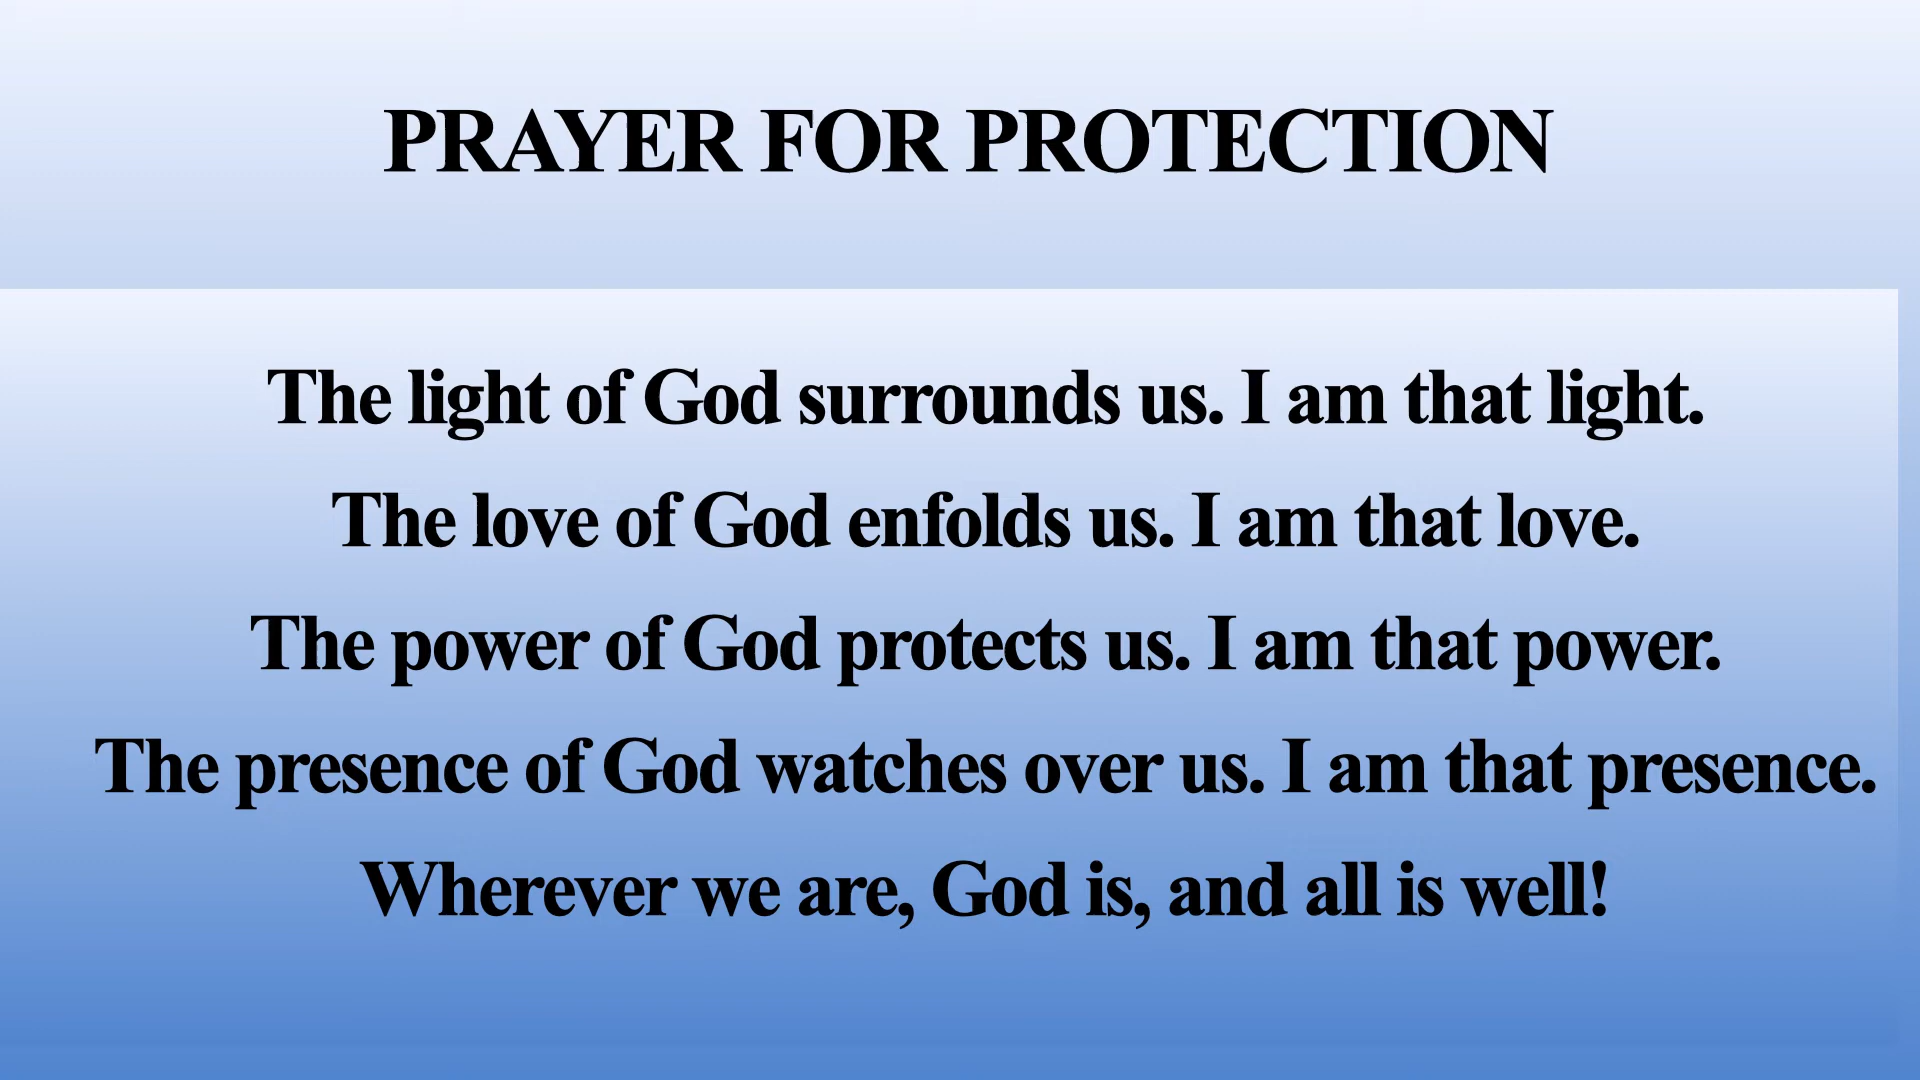 PRAYER FOR PROTECTION
The light of God surrounds us. I am that light.
The love of God enfolds us. I am that love.
The power of God protects us. I am that power.
The presence of God watches over us. I am that presence.
Wherever we are, God is, and all is well!